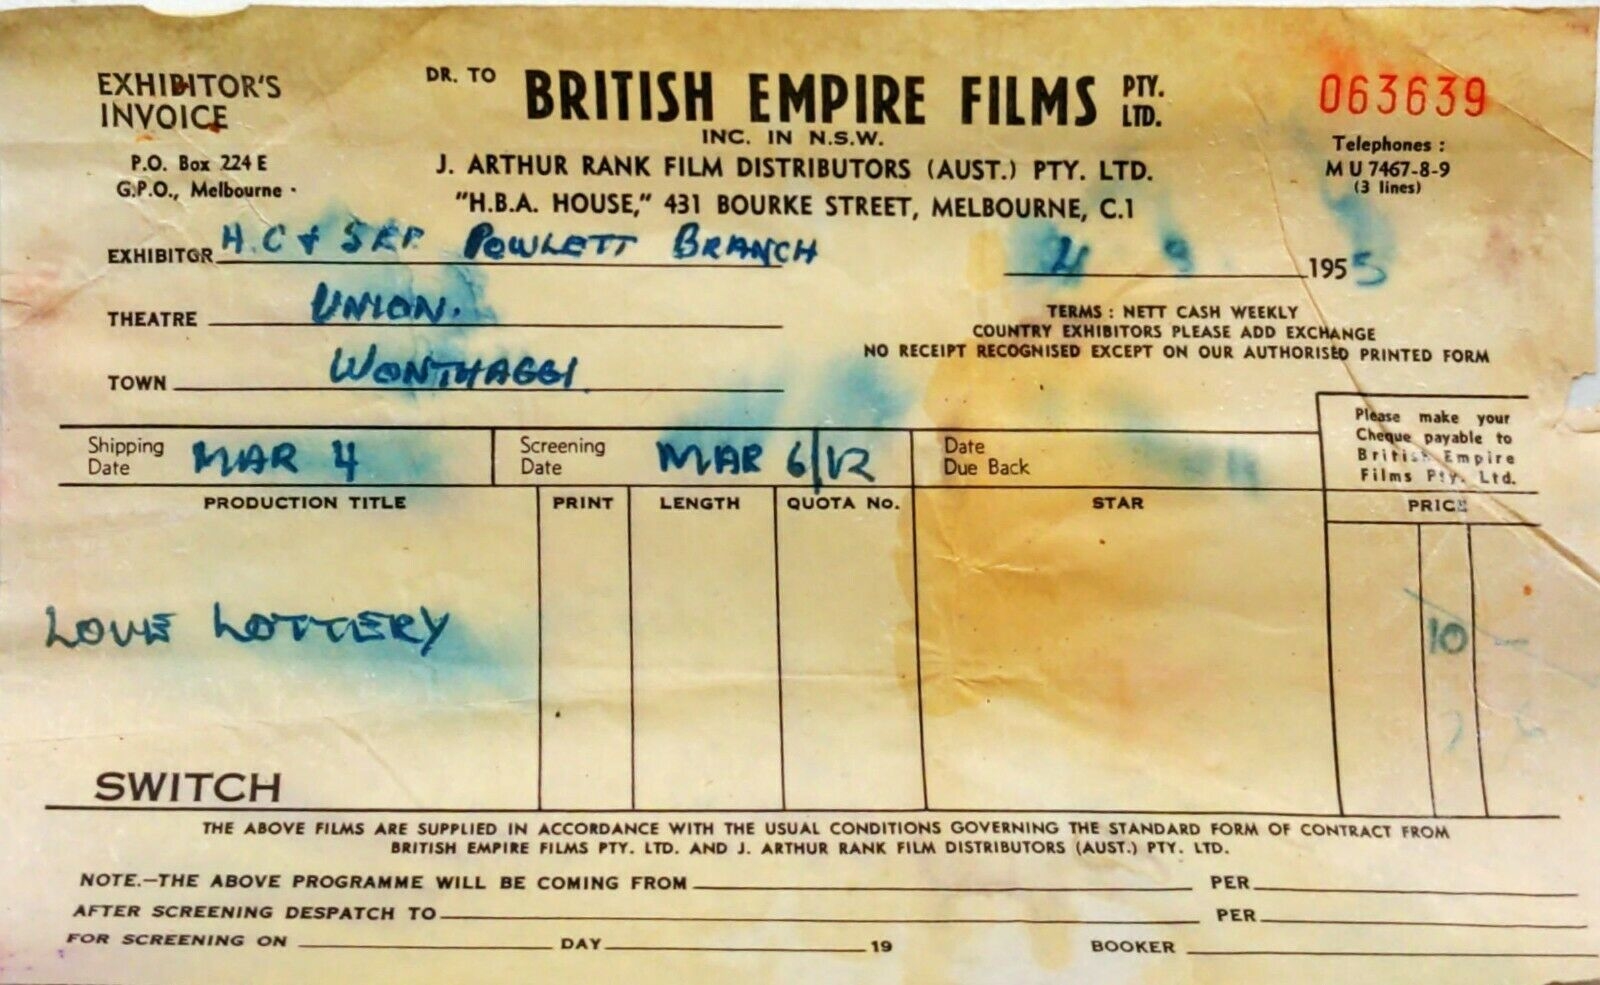 EXHIBITOR'S INVOICE
P.O. Box 224 E
G.P.O., Melbourne
DR. TO BRITISH EMPIRE FILMS PTY. LTD.
INC. IN N.S.W.
J. ARTHUR RANK FILM DISTRIBUTORS (AUST.) PTY. LTD.
"H.B.A. HOUSE," 431 BOURKE STREET, MELBOURNE, C.1
063639
Telephones :
M U 7467-8-9
(3 lines)
EXHIBITOR H.C & POWLETT BRANCH
1955
THEATRE UNION.
TOWN WONTHAGGI
TERMS : NETT CASH WEEKLY
COUNTRY EXHIBITORS PLEASE ADD EXCHANGE
NO RECEIPT RECOGNISED EXCEPT ON OUR AUTHORISED PRINTED FORM
Shipping Date MAR 4
Screening Date MAR 6/12
Date Due Back
Please make your
Cheque payable to
British Empire
Films Pty. Ltd.
PRODUCTION TITLE PRINT LENGTH QUOTA No. STAR PRICE
LOVE LOTTERY 10 –
SWITCH
THE ABOVE FILMS ARE SUPPLIED IN ACCORDANCE WITH THE USUAL CONDITIONS GOVERNING THE STANDARD FORM OF CONTRACT FROM
BRITISH EMPIRE FILMS PTY. LTD. AND J. ARTHUR RANK FILM DISTRIBUTORS (AUST.) PTY. LTD.
NOTE.—THE ABOVE PROGRAMME WILL BE COMING FROM PER
AFTER SCREENING DESPATCH TO PER
FOR SCREENING ON DAY 19 BOOKER